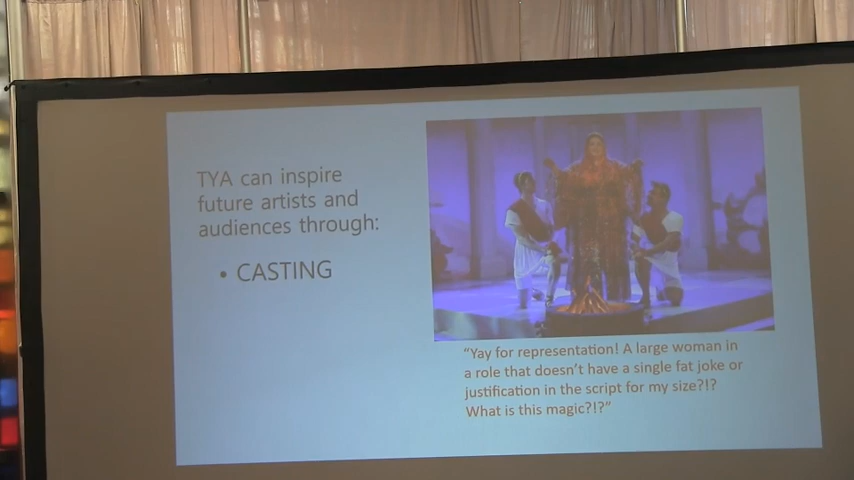 TYA can inspire
future artists and
audiences through:
• CASTING
“Yay for representation! A large woman in
a role that doesn’t have a single fat joke or
justification in the script for my size?!?
What is this magic?!?”